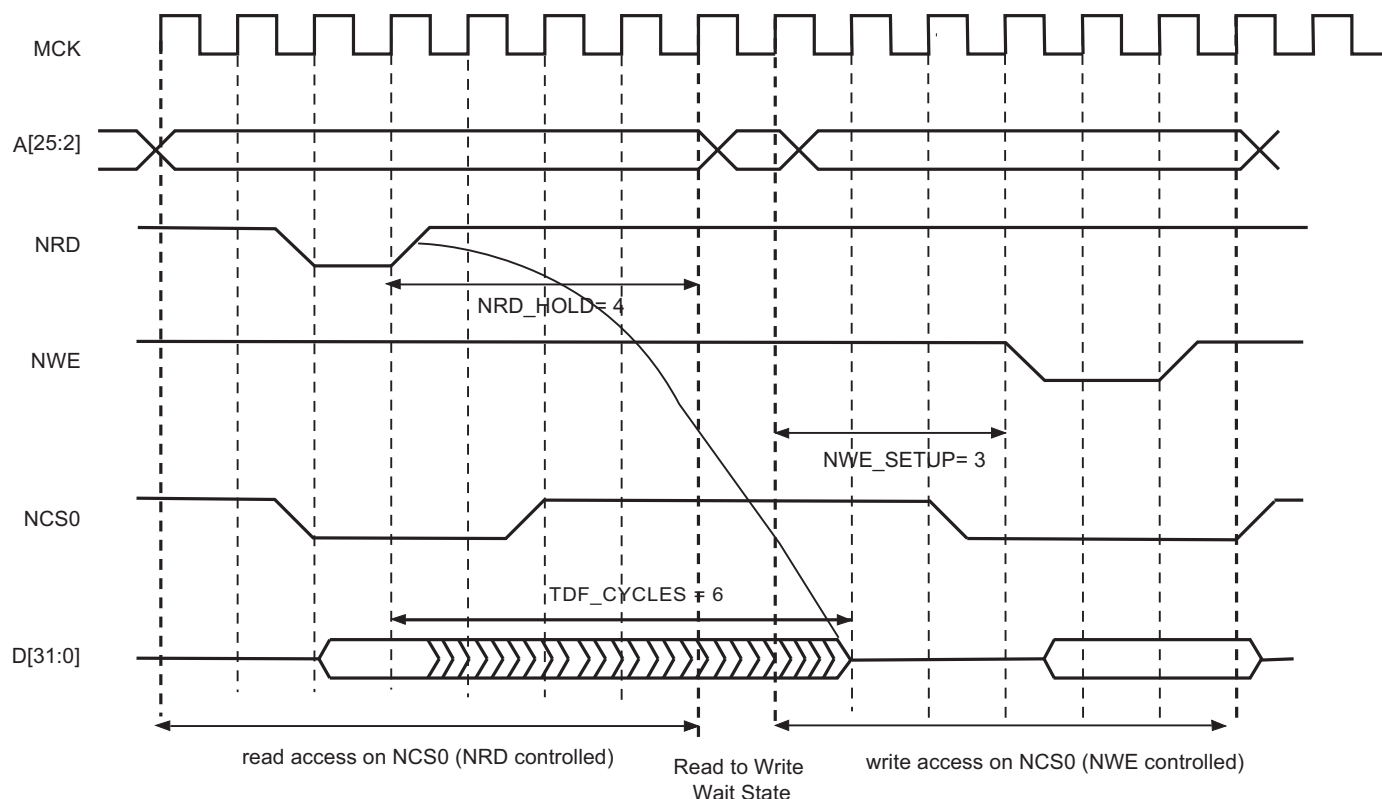 MCK
A[25:2]
NRD
NRD_HOLD= 4
NWE
NWE_SETUP= 3
NCS0
TDF_CYCLES = 6
D[31:0]
read access on NCS0 (NRD controlled)
Read to Write
Wait State
write access on NCS0 (NWE controlled)